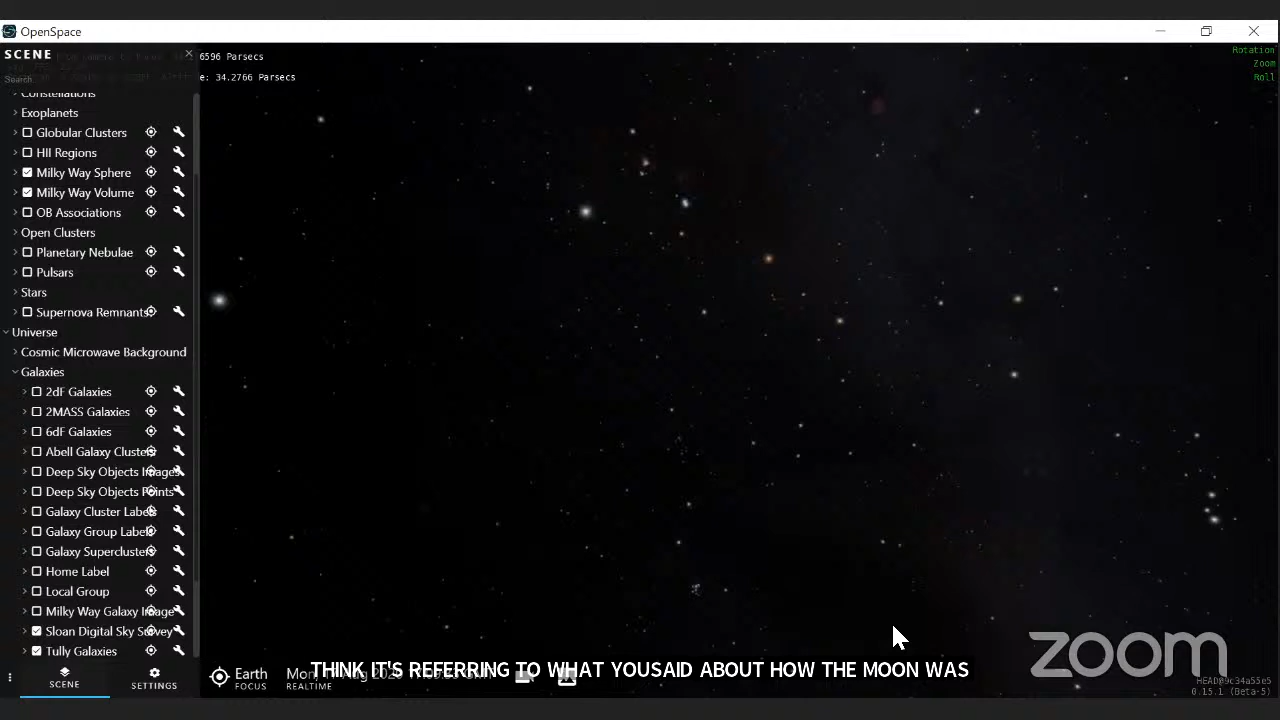 OpenSpace
SCENE
6596 Parsecs
Rotation
Zoom
Roll
Search...
e: 34.2766 Parsecs
Constellations
Exoplanets
Globular Clusters
HII Regions
Milky Way Sphere
Milky Way Volume
OB Associations
Open Clusters
Planetary Nebulae
Pulsars
Stars
Supernova Remnants
Universe
Cosmic Microwave Background
Galaxies
2dF Galaxies
2MASS Galaxies
6dF Galaxies
Abell Galaxy Clusters
Deep Sky Objects Images
Deep Sky Objects Points
Galaxy Cluster Labels
Galaxy Group Labels
Galaxy Superclusters
Home Label
Local Group
Milky Way Galaxy Image
Sloan Digital Sky Survey
Tully Galaxies
SCENE
SETTINGS
Earth
FOCUS
Mon,
REALTIME
THINK IT'S REFERRING TO WHAT YOUSAID ABOUT HOW THE MOON WAS
zoom
HEAD@9c34a55e5
0.15.1 (Beta-5)